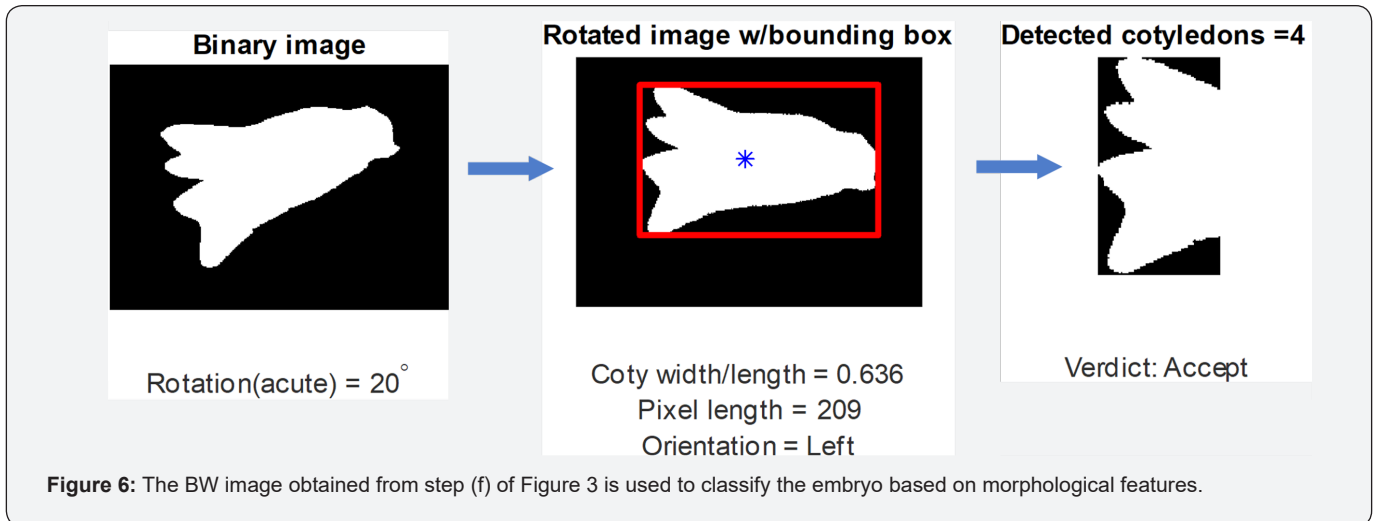 Binary image
Rotation(acute) = 20°
Rotated image w/bounding box
Coty width/length = 0.636
Pixel length = 209
Orientation = Left
Detected cotyledons =4
Verdict: Accept
Figure 6: The BW image obtained from step (f) of Figure 3 is used to classify the embryo based on morphological features.